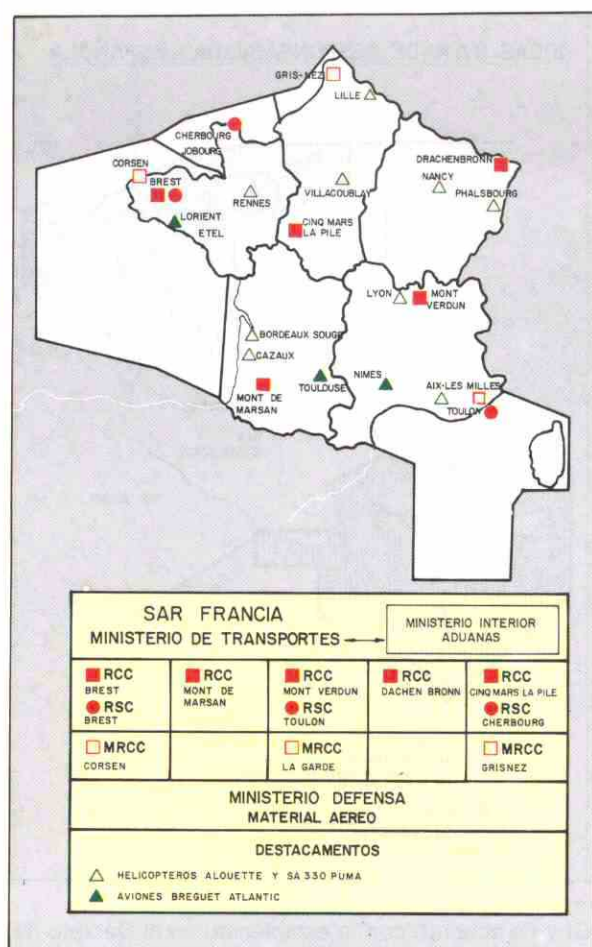 GRIS-NEZ
LILLE
CHERBOURG
JOBOURG
CORSEN
BREST
LORIENT
ETEL
RENNES
VILLACOUBLAY
CINQ MARS
LA PILE
DRACHENBRONN
NANCY
PHALSBOURG
LYON
MONT
VERDUN
BORDEAUX SOUGE
CAZAUX
MONT DE
MARSAN
TOULOUSE
NIMES
AIX-LES MILLES
TOULON
SAR FRANCIA
MINISTERIO DE TRANSPORTES
MINISTERIO INTERIOR
ADUANAS
RCC
BREST
RSC
BREST
RCC
MONT DE
MARSAN
RCC
MONT VERDUN
RSC
TOULON
RCC
DACHEN BRONN
RCC
CINQ MARS LA PILE
RSC
CHERBOURG
MRCC
CORSEN
MRCC
LA GARDE
MRCC
GRISNEZ
MINISTERIO DEFENSA
MATERIAL AEREO
DESTACAMENTOS
HELICOPTEROS ALOUETTE Y SA 330 PUMA
AVIONES BREGUET ATLANTIC